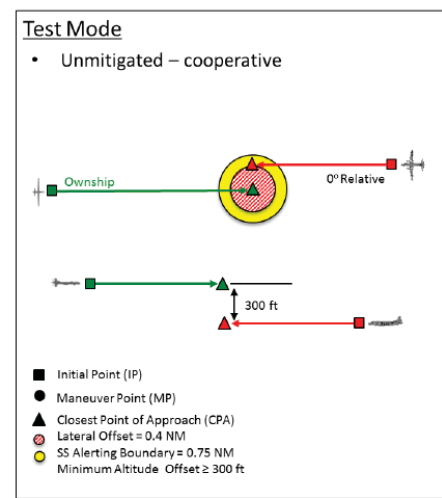 Test Mode
• Unmitigated – cooperative
Ownship
0° Relative
300 ft
Initial Point (IP)
Maneuver Point (MP)
Closest Point of Approach (CPA)
Lateral Offset = 0.4 NM
SS Alerting Boundary = 0.75 NM
Minimum Altitude Offset ≥ 300 ft